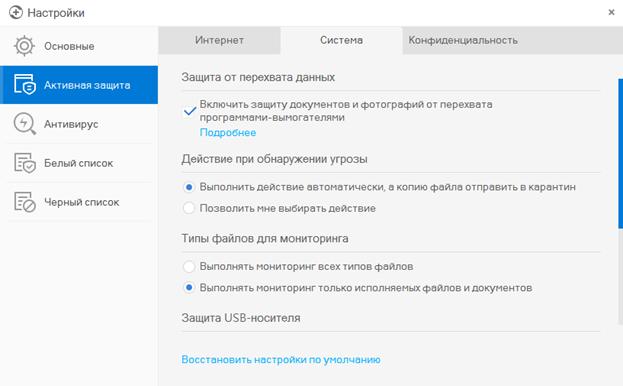 Настройки
Основные
Активная защита
Антивирус
Белый список
Черный список
Интернет
Система
Конфиденциальность
Защита от перехвата данных
Включить защиту документов и фотографий от перехвата
программами-вымогателями
Подробнее
Действие при обнаружении угрозы
Выполнить действие автоматически, а копию файла отправить в карантин
Позволить мне выбирать действие
Типы файлов для мониторинга
Выполнять мониторинг всех типов файлов
Выполнять мониторинг только исполняемых файлов и документов
Защита USB-носителя
Восстановить настройки по умолчанию